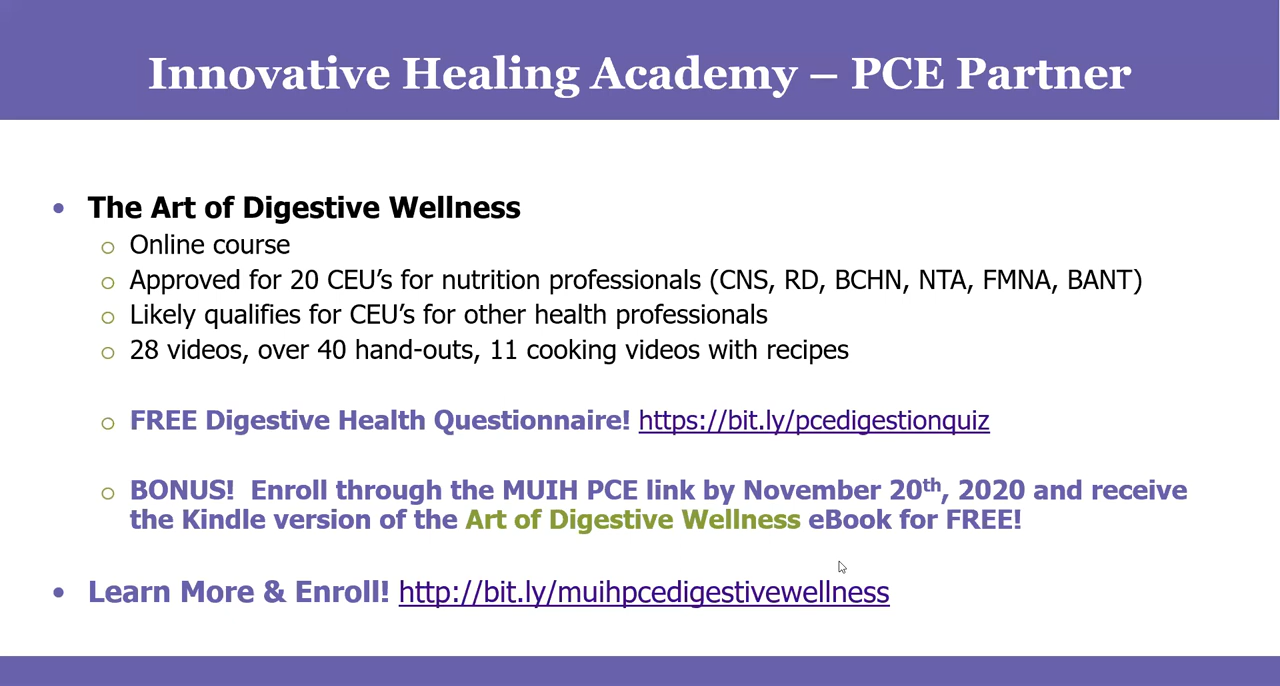 Innovative Healing Academy – PCE Partner
• The Art of Digestive Wellness
o Online course
o Approved for 20 CEU’s for nutrition professionals (CNS, RD, BCHN, NTA, FMNA, BANT)
o Likely qualifies for CEU’s for other health professionals
o 28 videos, over 40 hand-outs, 11 cooking videos with recipes
o FREE Digestive Health Questionnaire! https://bit.ly/pcedigestionquiz
o BONUS!  Enroll through the MUIH PCE link by November 20th, 2020 and receive
the Kindle version of the Art of Digestive Wellness eBook for FREE!
• Learn More & Enroll! http://bit.ly/muihpcedigestivewellness